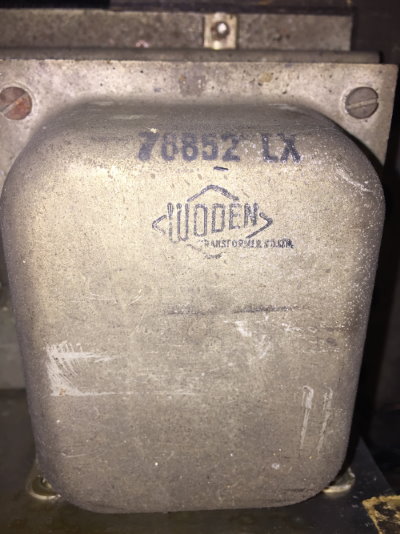 76852 LX
WODEN
TRANSFORMER CO. LTD.